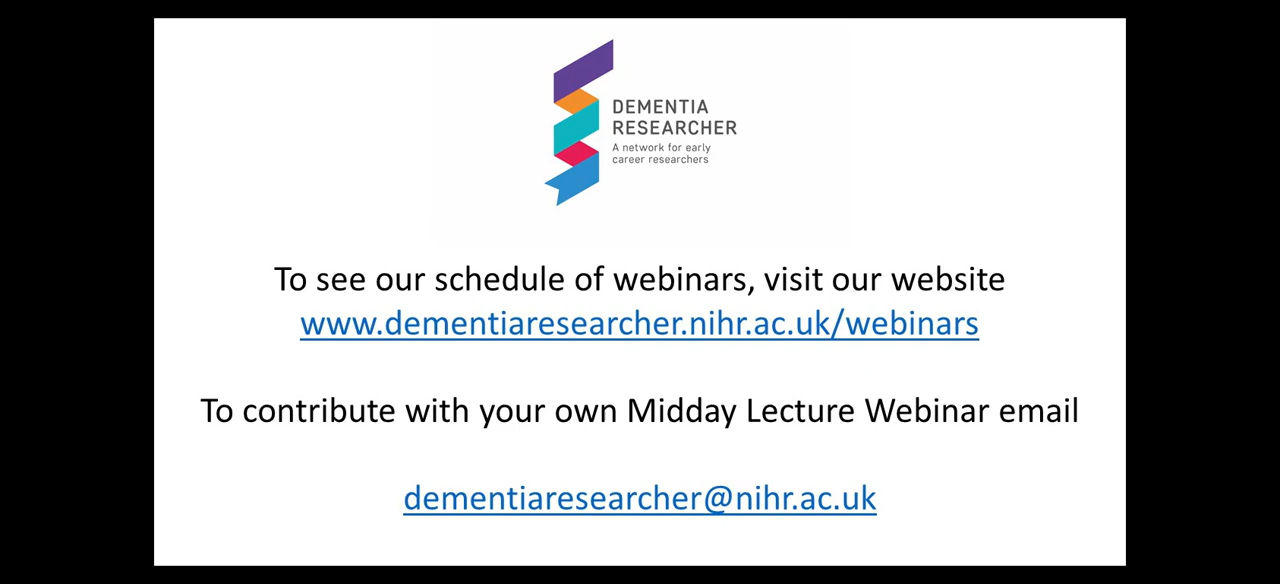 DEMENTIA
RESEARCHER
A network for early
career researchers
To see our schedule of webinars, visit our website
www.dementiaresearcher.nihr.ac.uk/webinars
To contribute with your own Midday Lecture Webinar email
dementiaresearcher@nihr.ac.uk